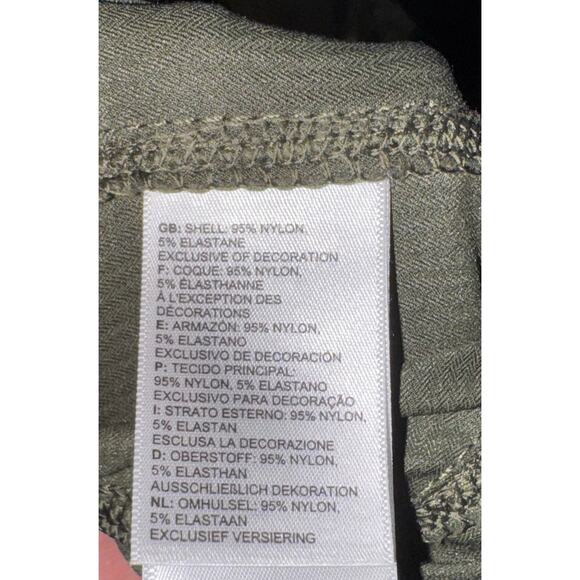 GB: SHELL: 95% NYLON,
5% ELASTANE
EXCLUSIVE OF DECORATION
F: COQUE: 95% NYLON,
5% ÉLASTHANNE
À L'EXCEPTION DES
DÉCORATIONS
E: ARMAZÓN: 95% NYLON,
5% ELASTANO
EXCLUSIVO DE DECORACIÓN
P: TECIDO PRINCIPAL:
95% NYLON, 5% ELASTANO
EXCLUSIVO PARA DECORAÇÃO
I: STRATO ESTERNO: 95% NYLON,
5% ELASTAN
ESCLUSA LA DECORAZIONE
D: OBERSTOFF: 95% NYLON,
5% ELASTHAN
AUSSCHLIEßLICH DEKORATION
NL: OMHULSEL: 95% NYLON,
5% ELASTAAN
EXCLUSIEF VERSIERING